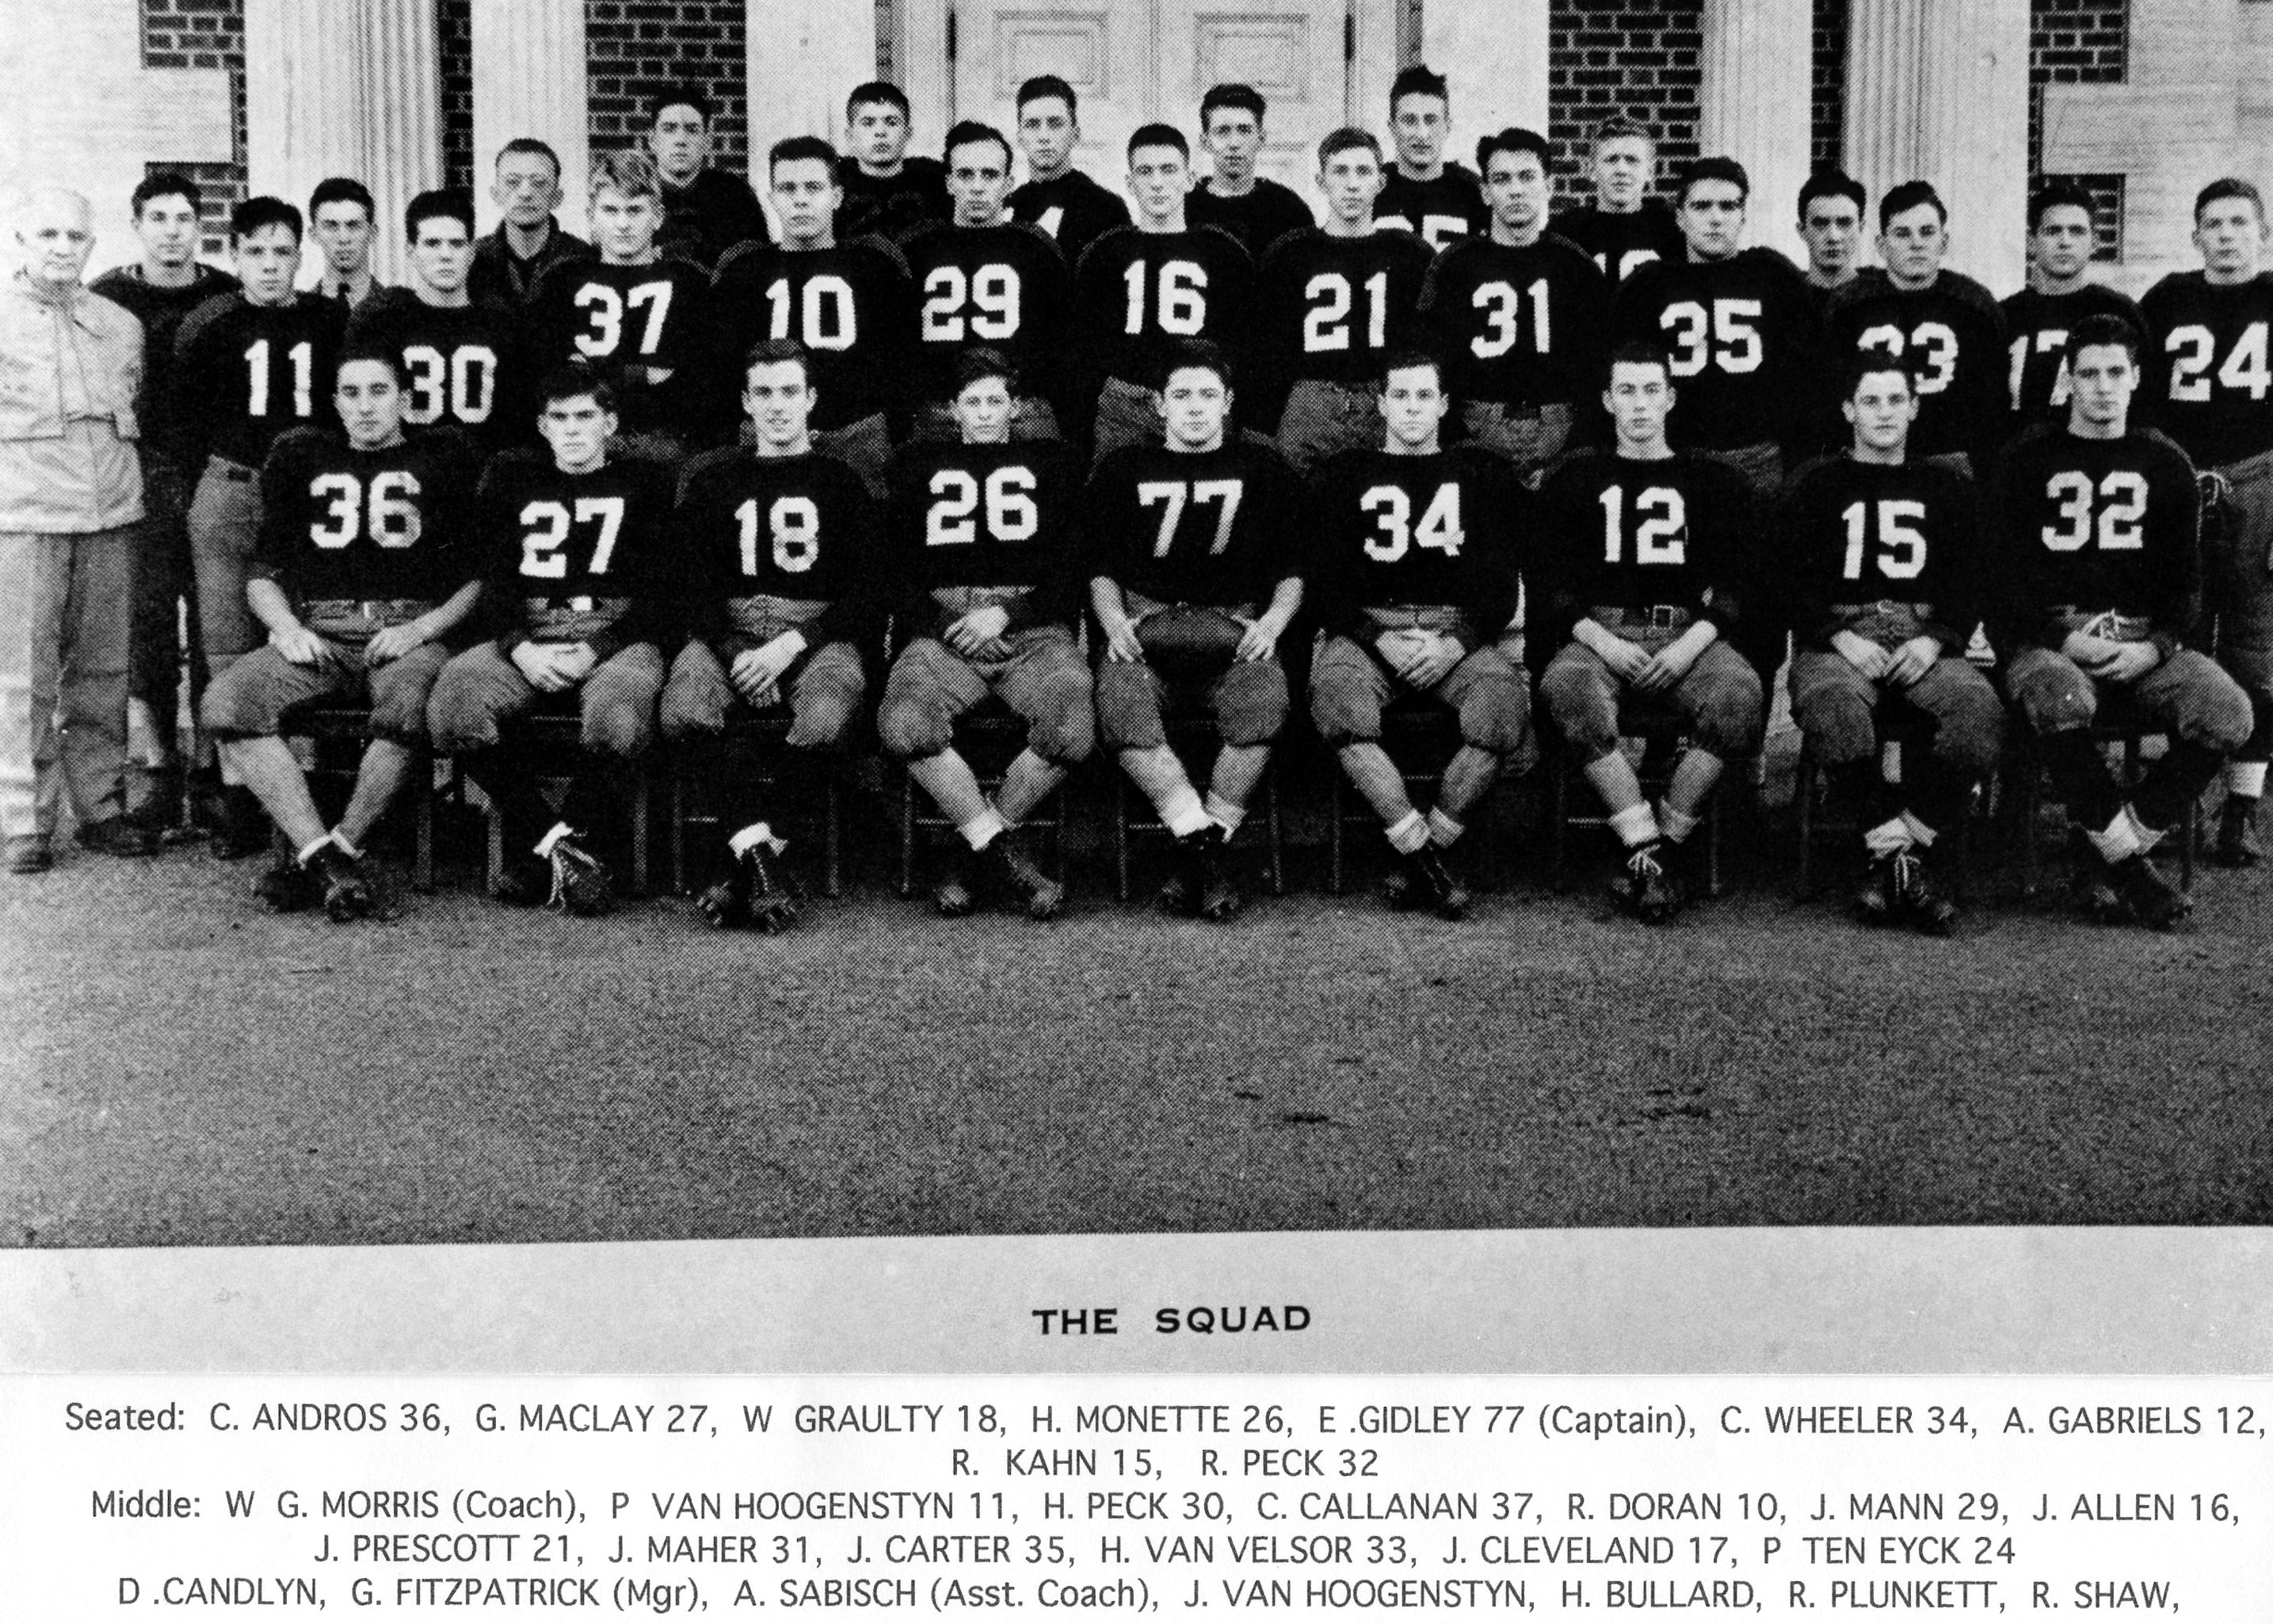 11 30 37 10 29 16 21 31 35 33 17 24
36 27 18 26 77 34 12 15 32
THE SQUAD
Seated: C. ANDROS 36, G. MACLAY 27, W GRAULTY 18, H. MONETTE 26, E .GIDLEY 77 (Captain), C. WHEELER 34, A. GABRIELS 12,
R. KAHN 15, R. PECK 32
Middle: W G. MORRIS (Coach), P VAN HOOGENSTYN 11, H. PECK 30, C. CALLANAN 37, R. DORAN 10, J. MANN 29, J. ALLEN 16,
J. PRESCOTT 21, J. MAHER 31, J. CARTER 35, H. VAN VELSOR 33, J. CLEVELAND 17, P TEN EYCK 24
D .CANDLYN, G. FITZPATRICK (Mgr), A. SABISCH (Asst. Coach), J. VAN HOOGENSTYN, H. BULLARD, R. PLUNKETT, R. SHAW,